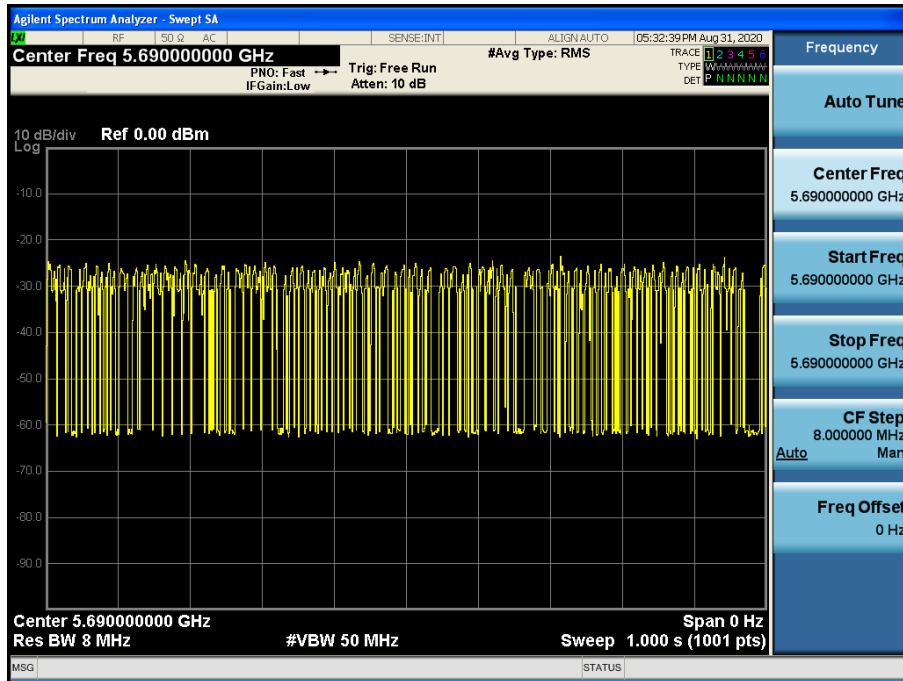 Agilent Spectrum Analyzer - Swept SA
LXI RF 50 Ω AC SENSE:INT ALIGN AUTO 05:32:39 PM Aug 31, 2020
Center Freq 5.690000000 GHz #Avg Type: RMS TRACE 1 2 3 4 5 6
PNO: Fast Trig: Free Run TYPE
IFGain:Low Atten: 10 dB DET P N N N N N
10 dB/div Ref 0.00 dBm
Log
-10.0
-20.0
-30.0
-40.0
-50.0
-60.0
-70.0
-80.0
-90.0
Center 5.690000000 GHz Span 0 Hz
Res BW 8 MHz #VBW 50 MHz Sweep 1.000 s (1001 pts)
MSG STATUS
Frequency
Auto Tune
Center Freq
5.690000000 GHz
Start Freq
5.690000000 GHz
Stop Freq
5.690000000 GHz
CF Step
8.000000 MHz
Auto Man
Freq Offset
0 Hz